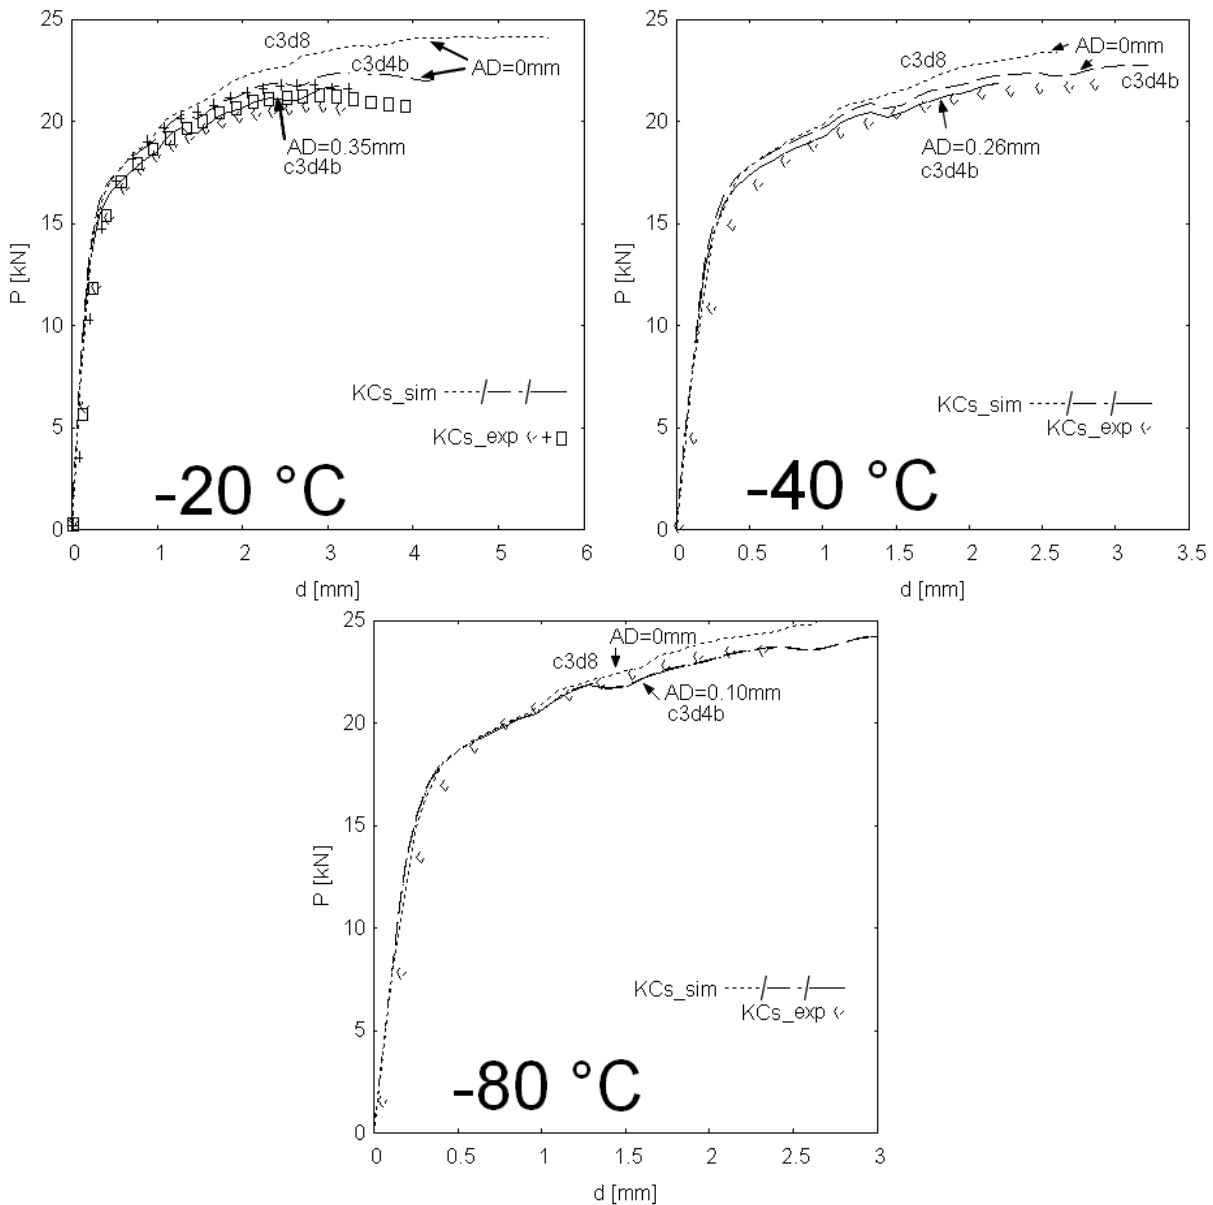 25
20
15
10
5
0
P [kN]
c3d8
c3d4b
AD=0mm
AD=0.35mm
c3d4b
KCs_sim
KCs_exp
-20 °C
0 1 2 3 4 5 6
d [mm]
25
20
15
10
5
0
P [kN]
c3d8
AD=0mm
c3d4b
AD=0.26mm
c3d4b
KCs_sim
KCs_exp
-40 °C
0 0.5 1 1.5 2 2.5 3 3.5
d [mm]
25
20
15
10
5
0
P [kN]
AD=0mm
c3d8
AD=0.10mm
c3d4b
KCs_sim
KCs_exp
-80 °C
0 0.5 1 1.5 2 2.5 3
d [mm]